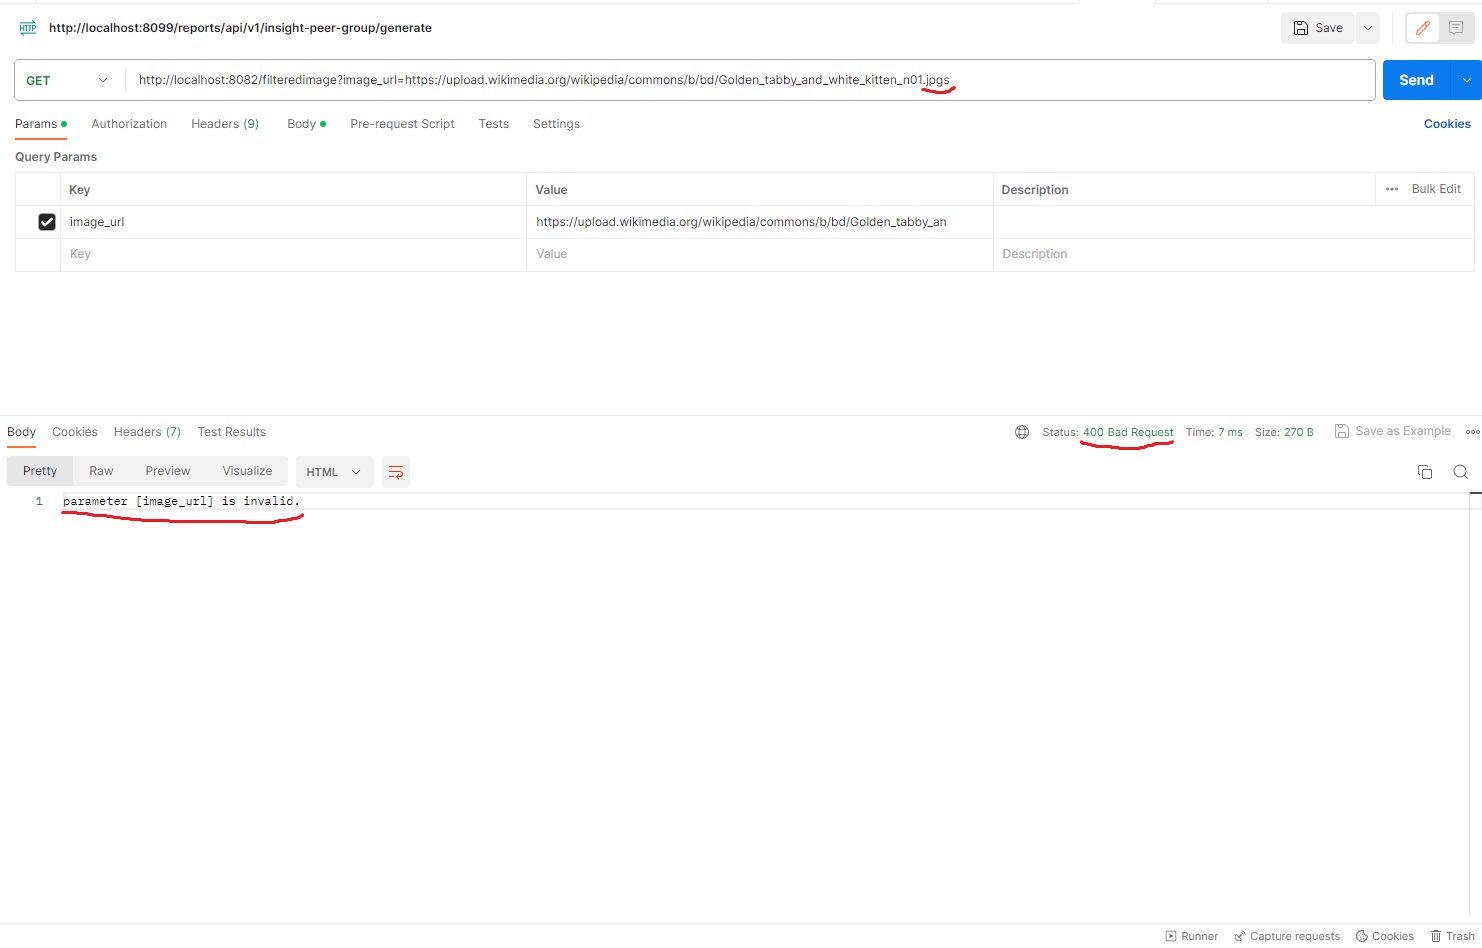 HTTP http://localhost:8099/reports/api/v1/insight-peer-group/generate Save
GET http://localhost:8082/filteredimage?image_url=https://upload.wikimedia.org/wikipedia/commons/b/bd/Golden_tabby_and_white_kitten_n01.jpgs Send
Params Authorization Headers (9) Body Pre-request Script Tests Settings Cookies
Query Params
Key Value Description Bulk Edit
image_url https://upload.wikimedia.org/wikipedia/commons/b/bd/Golden_tabby_an
Key Value Description
Body Cookies Headers (7) Test Results Status: 400 Bad Request Time: 7 ms Size: 270 B Save as Example
Pretty Raw Preview Visualize HTML
1 parameter [image_url] is invalid.
Runner Capture requests Cookies Trash